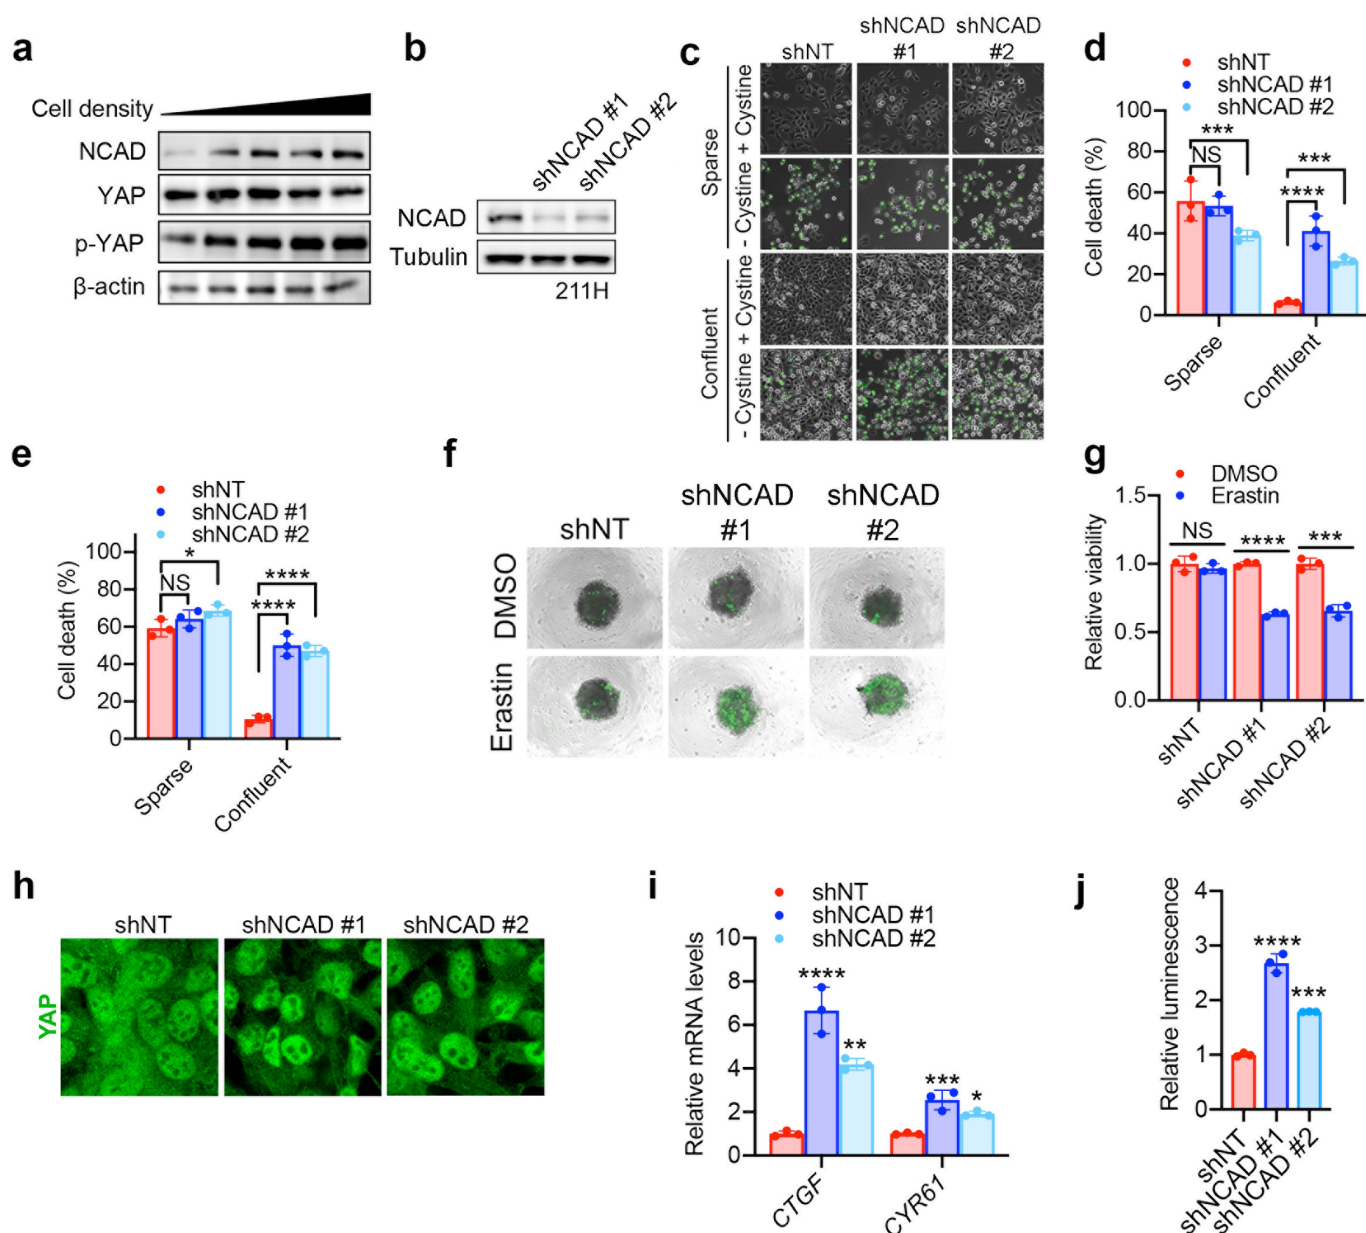 a
Cell density
NCAD
YAP
p-YAP
β-actin
b
shNCAD #1
shNCAD #2
NCAD
Tubulin
211H
c
shNT
shNCAD #1
shNCAD #2
Sparse
- Cystine + Cystine
Confluent
- Cystine + Cystine
d
shNT
shNCAD #1
shNCAD #2
Cell death (%)
100
80
60
40
20
0
***
NS
***
****
Sparse
Confluent
e
shNT
shNCAD #1
shNCAD #2
Cell death (%)
100
80
60
40
20
0
*
NS
****
****
Sparse
Confluent
f
shNT
shNCAD #1
shNCAD #2
DMSO
Erastin
g
DMSO
Erastin
Relative viability
1.5
1.0
0.5
0.0
NS
****
***
shNT
shNCAD #1
shNCAD #2
h
shNT
shNCAD #1
shNCAD #2
YAP
i
shNT
shNCAD #1
shNCAD #2
Relative mRNA levels
10
8
6
4
2
0
****
**
***
*
CTGF
CYR61
j
Relative luminescence
4
3
2
1
0
****
***
shNT
shNCAD #1
shNCAD #2